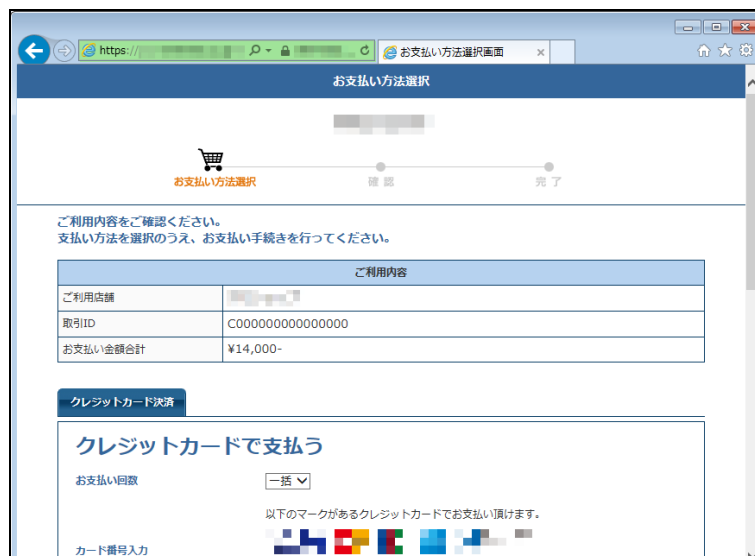 https://
お支払い方法選択画面
お支払い方法選択
お支払い方法選択
確 認
完 了
ご利用内容をご確認ください。
支払い方法を選択のうえ、お支払い手続きを行ってください。
ご利用内容
ご利用店舗
取引ID C000000000000000
お支払い金額合計 ¥14,000-
クレジットカード決済
クレジットカードで支払う
お支払い回数 一括
以下のマークがあるクレジットカードでお支払い頂けます。
カード番号入力